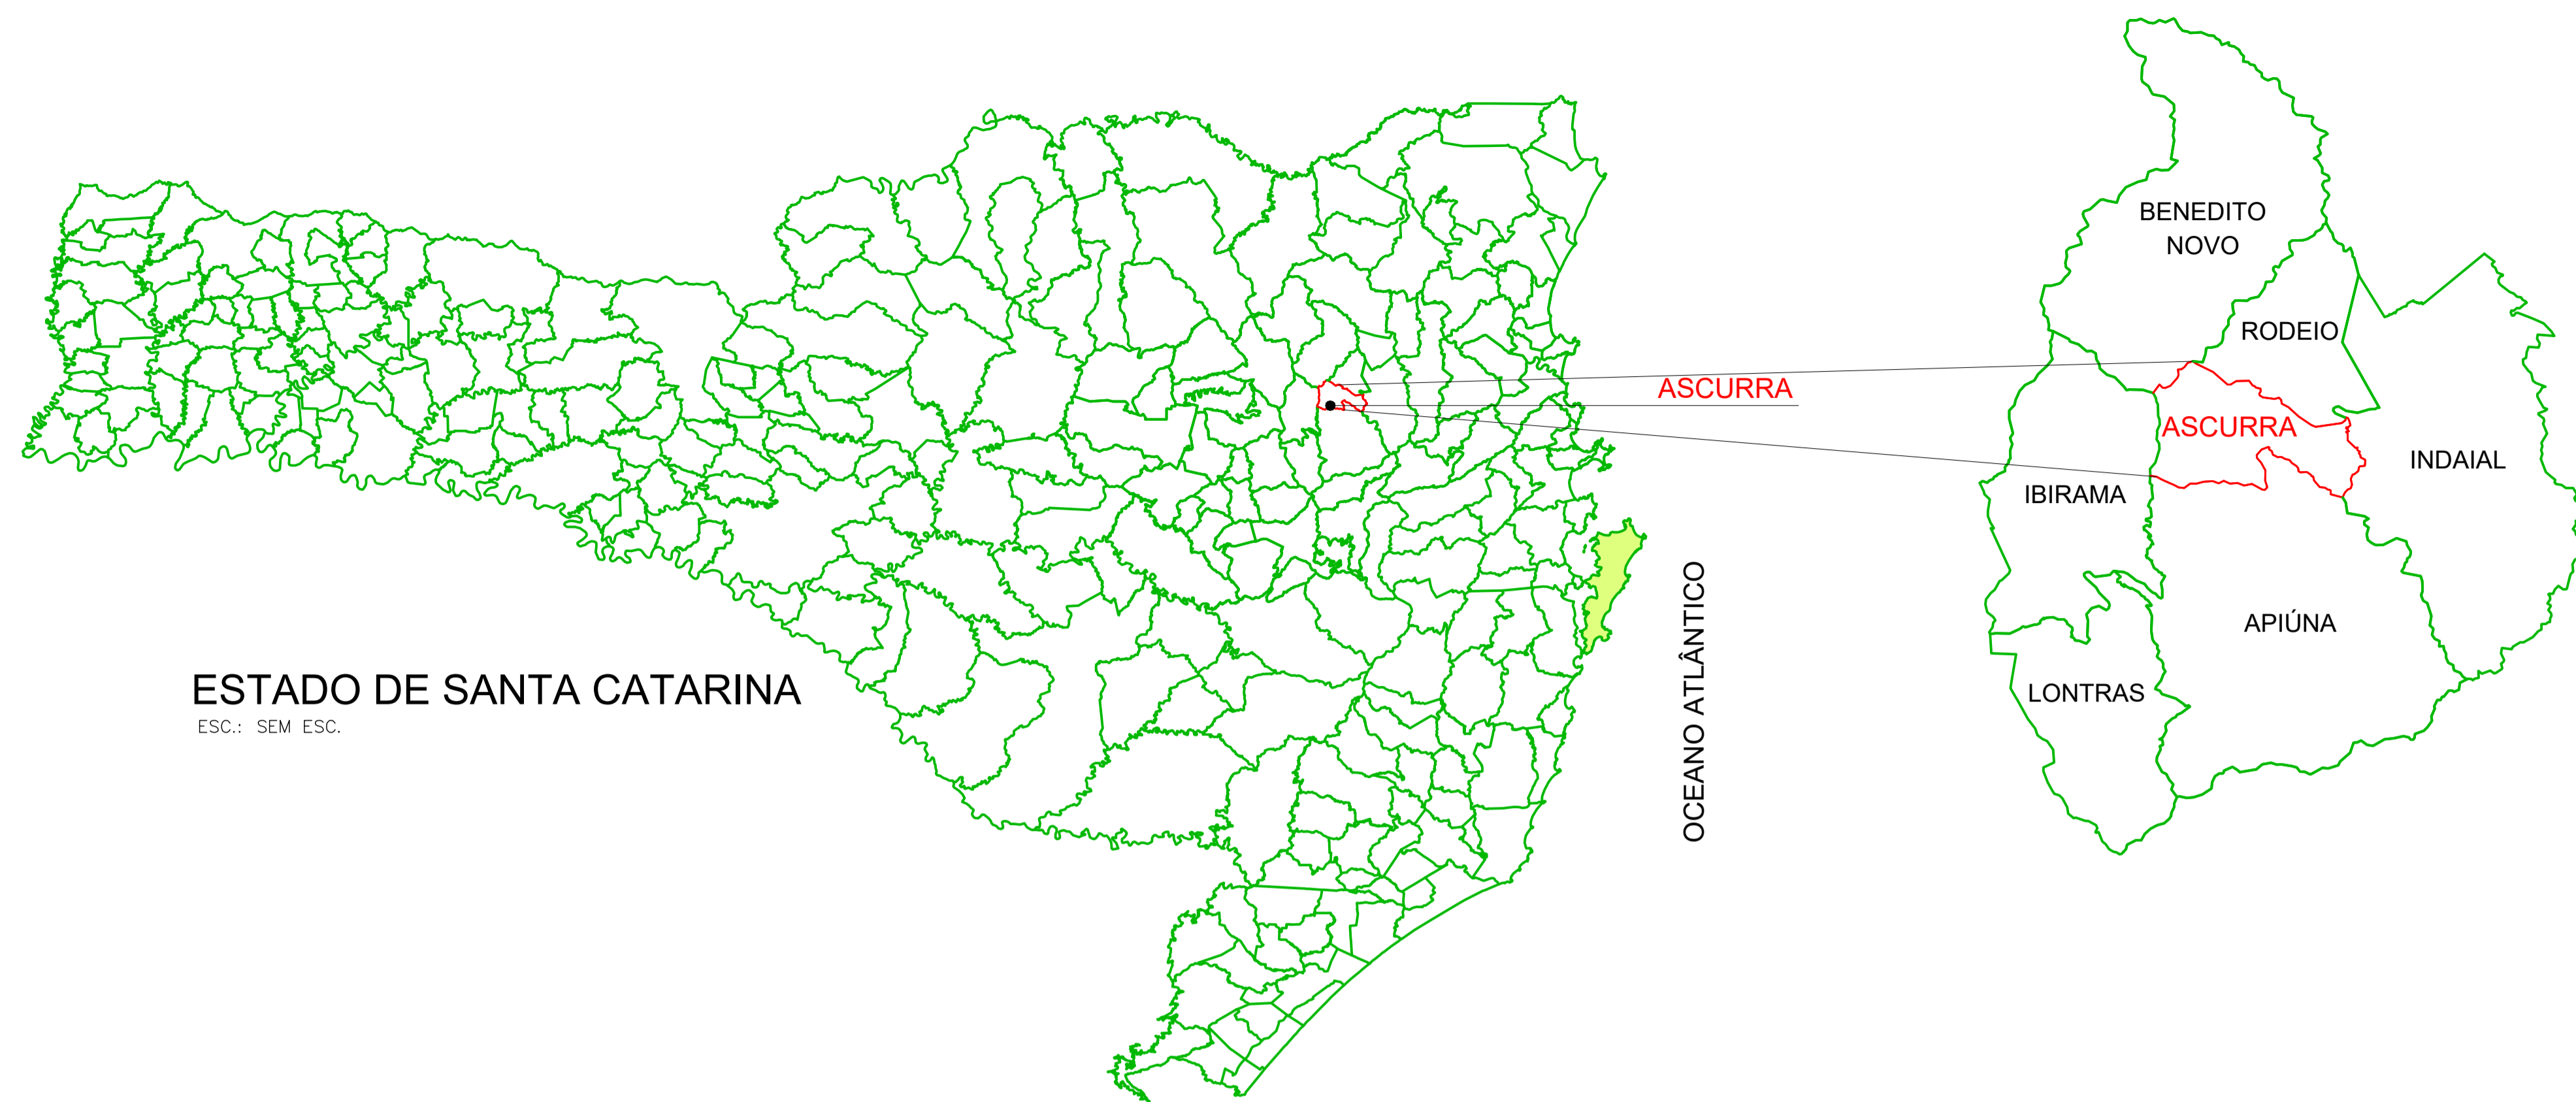 BENEDITO
NOVO
RODEIO
ASCURRA
ASCURRA
INDAIAL
IBIRAMA
APIÚNA
LONTRAS
OCEANO ATLÂNTICO
ESTADO DE SANTA CATARINA
ESC.: SEM ESC.